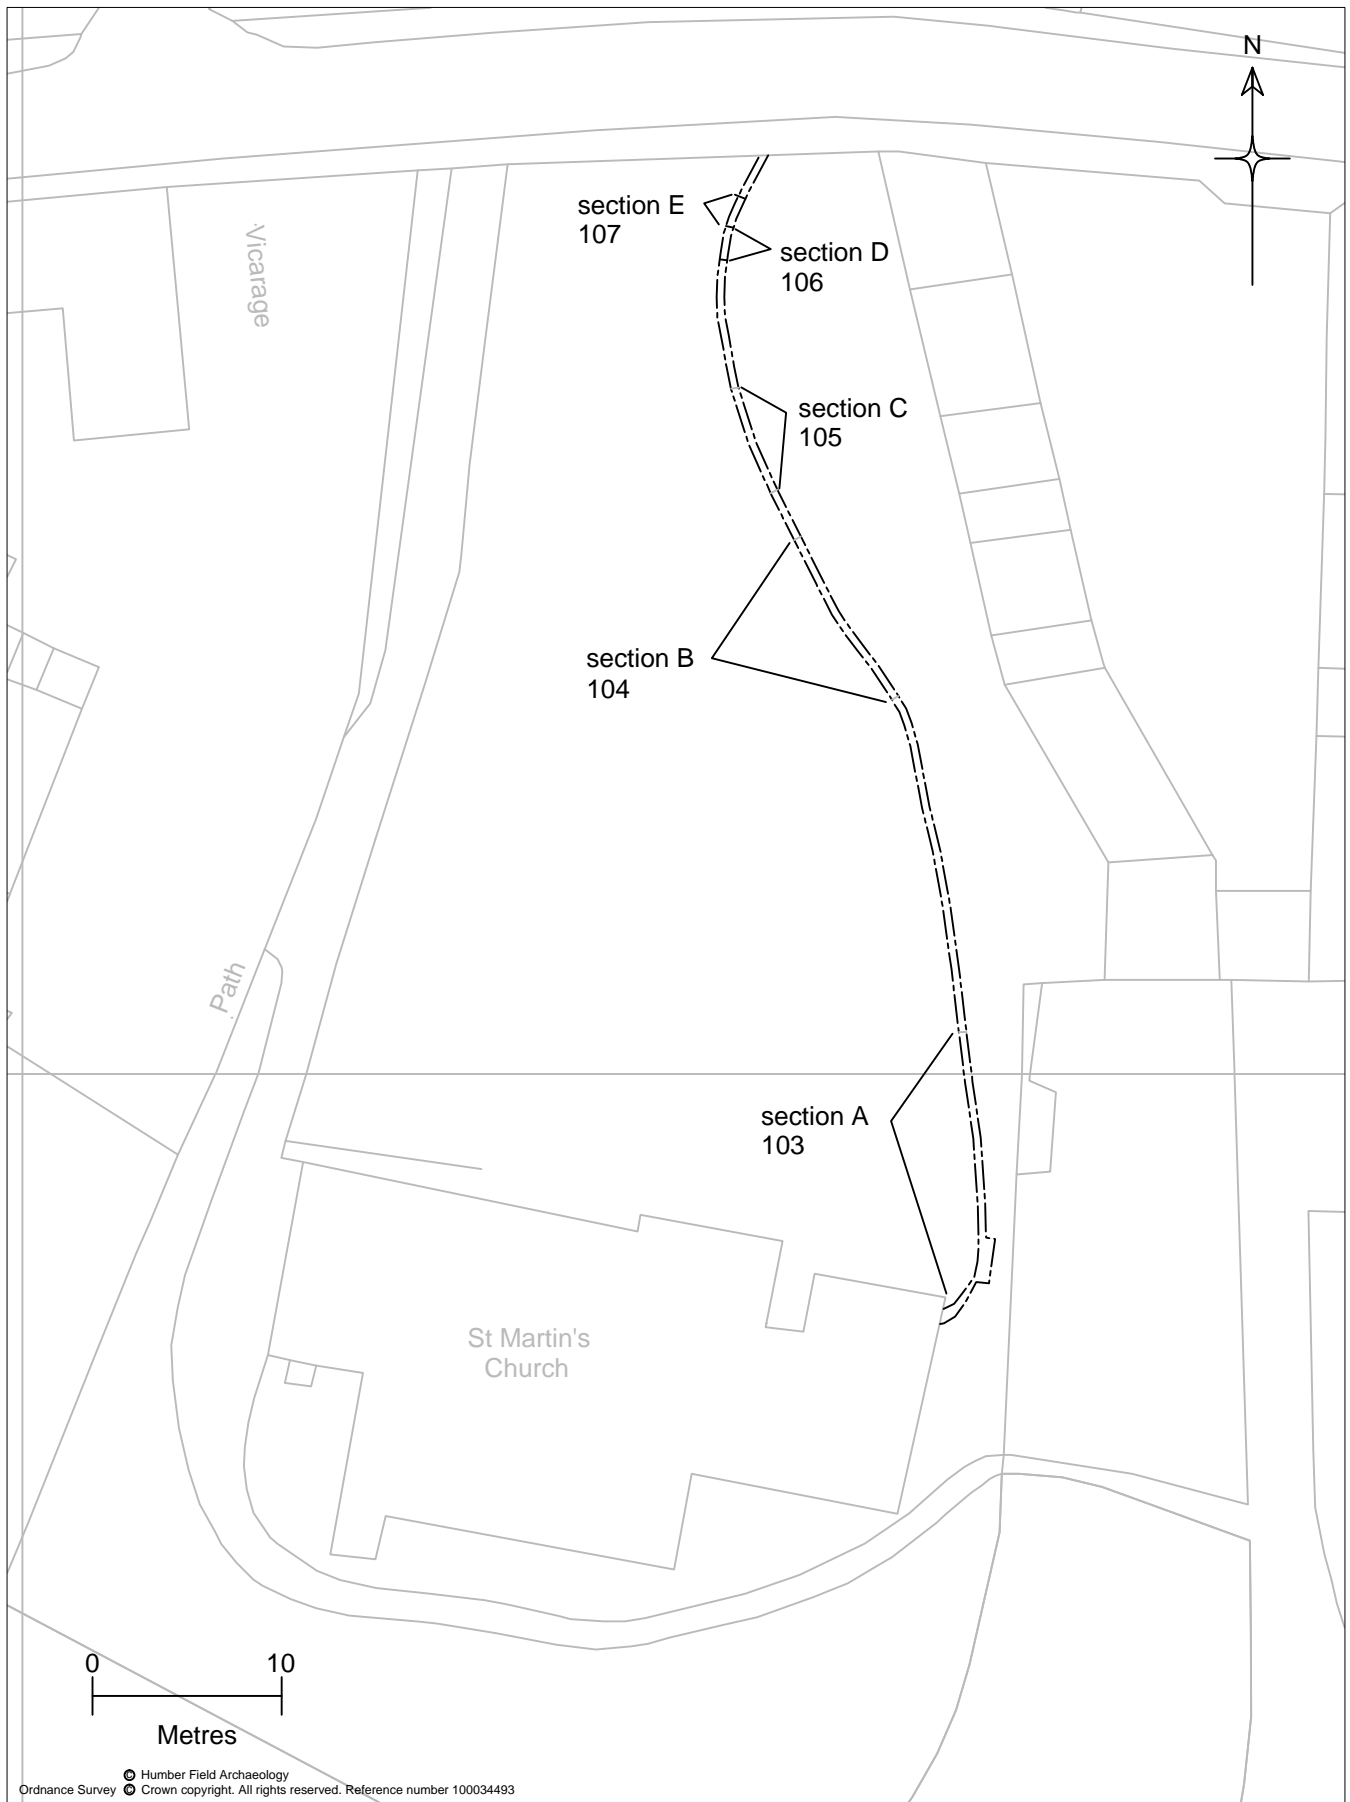 N
section E
107
Vicarage
section D
106
section C
105
section B
104
Path
section A
103
St Martin's
Church
0 10
Metres
© Humber Field Archaeology
Ordnance Survey © Crown copyright. All rights reserved. Reference number 100034493